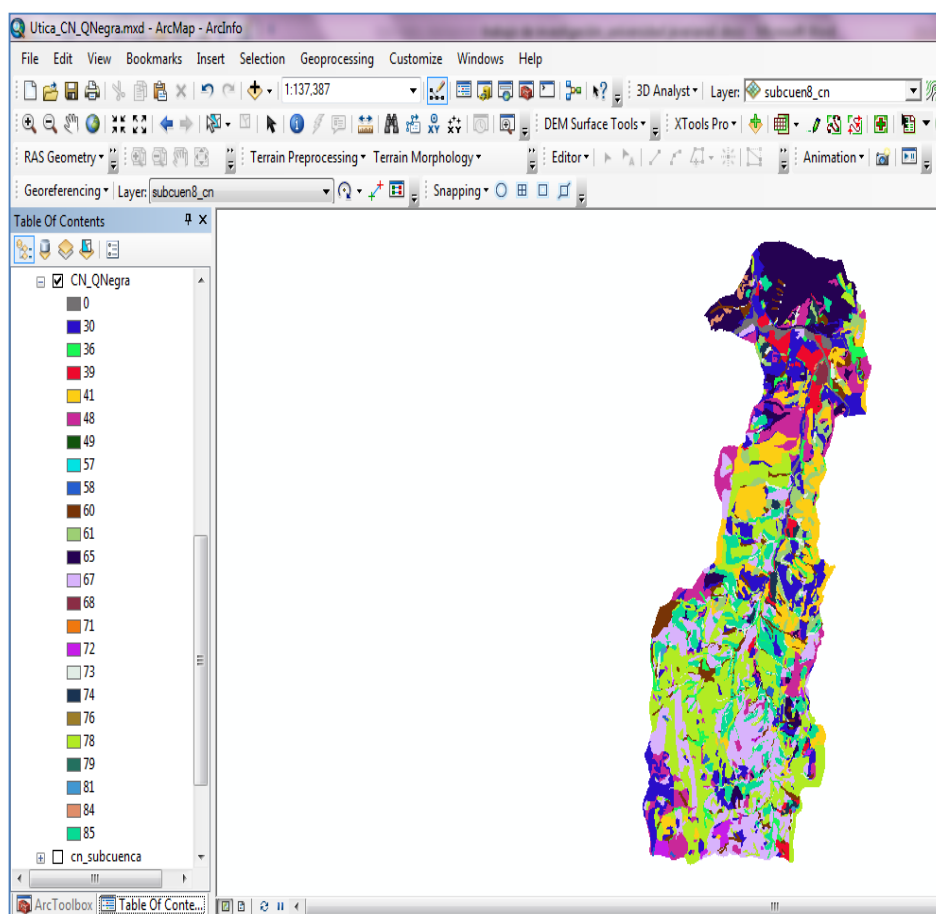 Utica_CN_QNegra.mxd - ArcMap - ArcInfo
File Edit View Bookmarks Insert Selection Geoprocessing Customize Windows Help
1:137,387 3D Analyst Layer: subcuen8_cn
DEM Surface Tools XTools Pro
RAS Geometry Terrain Preprocessing Terrain Morphology Editor Animation
Georeferencing Layer: subcuen8_cn Snapping
Table Of Contents
CN_QNegra
0
30
36
39
41
48
49
57
58
60
61
65
67
68
71
72
73
74
76
78
79
81
84
85
cn_subcuenca
ArcToolbox Table Of Conte...